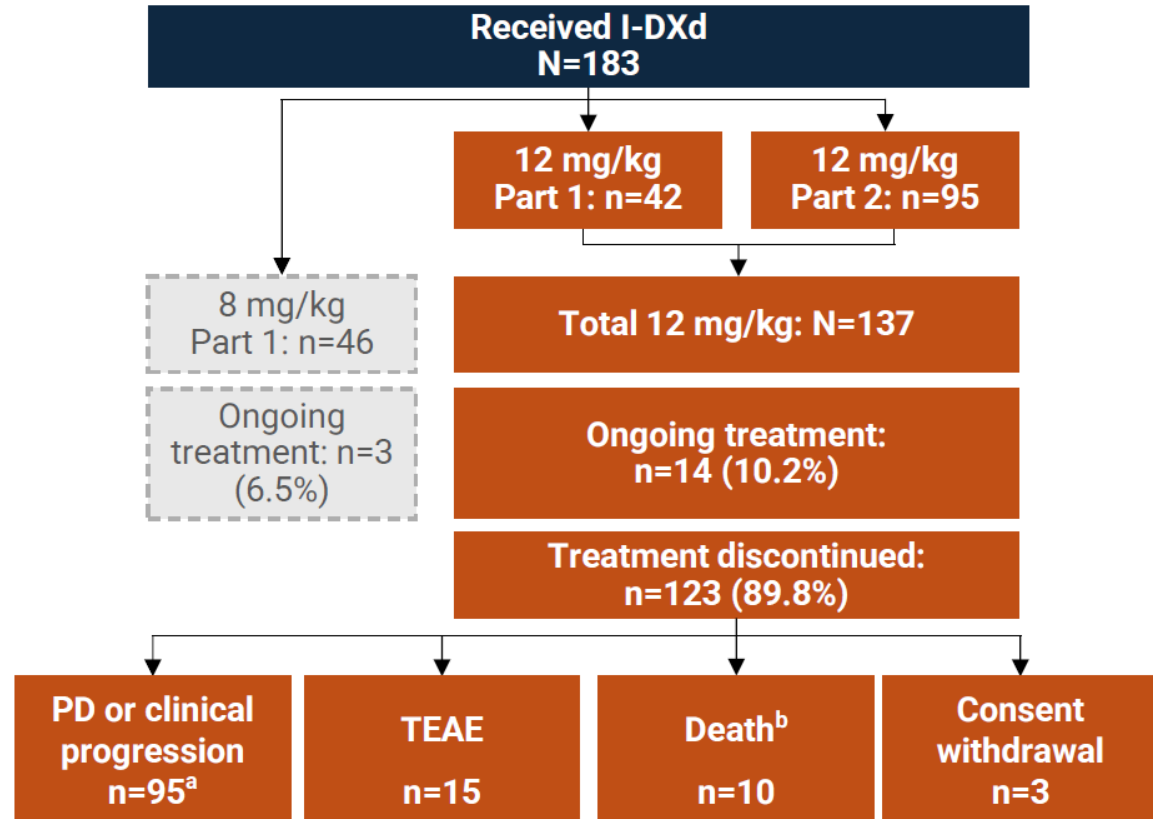 Received I-DXd
N=183
12 mg/kg
Part 1: n=42
12 mg/kg
Part 2: n=95
8 mg/kg
Part 1: n=46
Total 12 mg/kg: N=137
Ongoing
treatment: n=3
(6.5%)
Ongoing treatment:
n=14 (10.2%)
Treatment discontinued:
n=123 (89.8%)
PD or clinical
progression
n=95ᵃ
TEAE
n=15
Deathᵇ
n=10
Consent
withdrawal
n=3